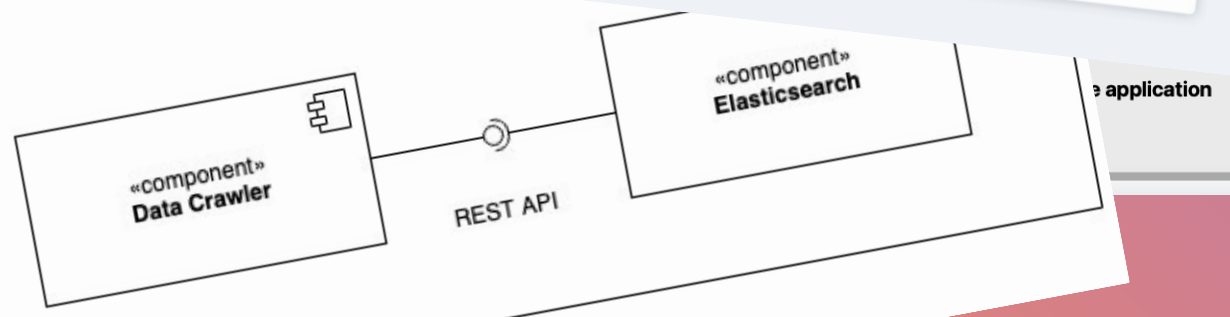 «component»
Elasticsearch
e application
«component»
Data Crawler
REST API